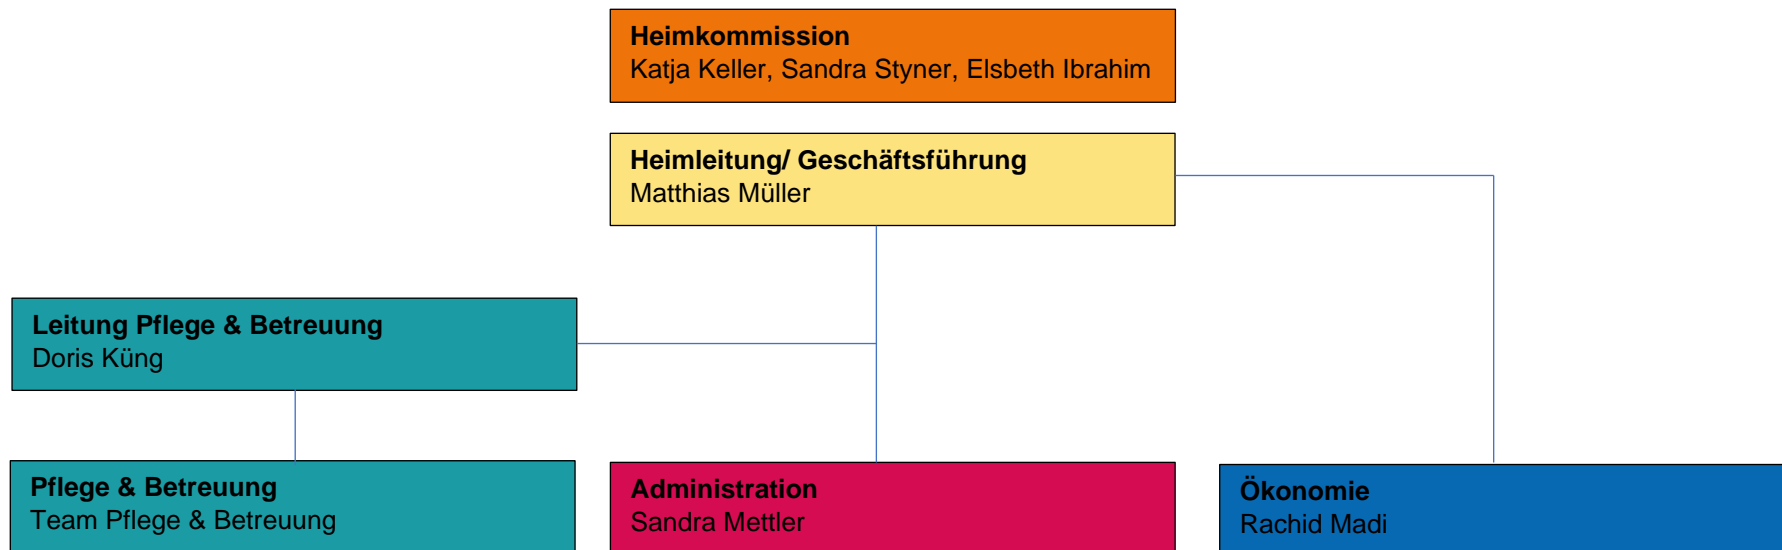 Heimkommission
Katja Keller, Sandra Styner, Elsbeth Ibrahim
Heimleitung/ Geschäftsführung
Matthias Müller
Leitung Pflege & Betreuung
Doris Küng
Pflege & Betreuung
Team Pflege & Betreuung
Administration
Sandra Mettler
Ökonomie
Rachid Madi